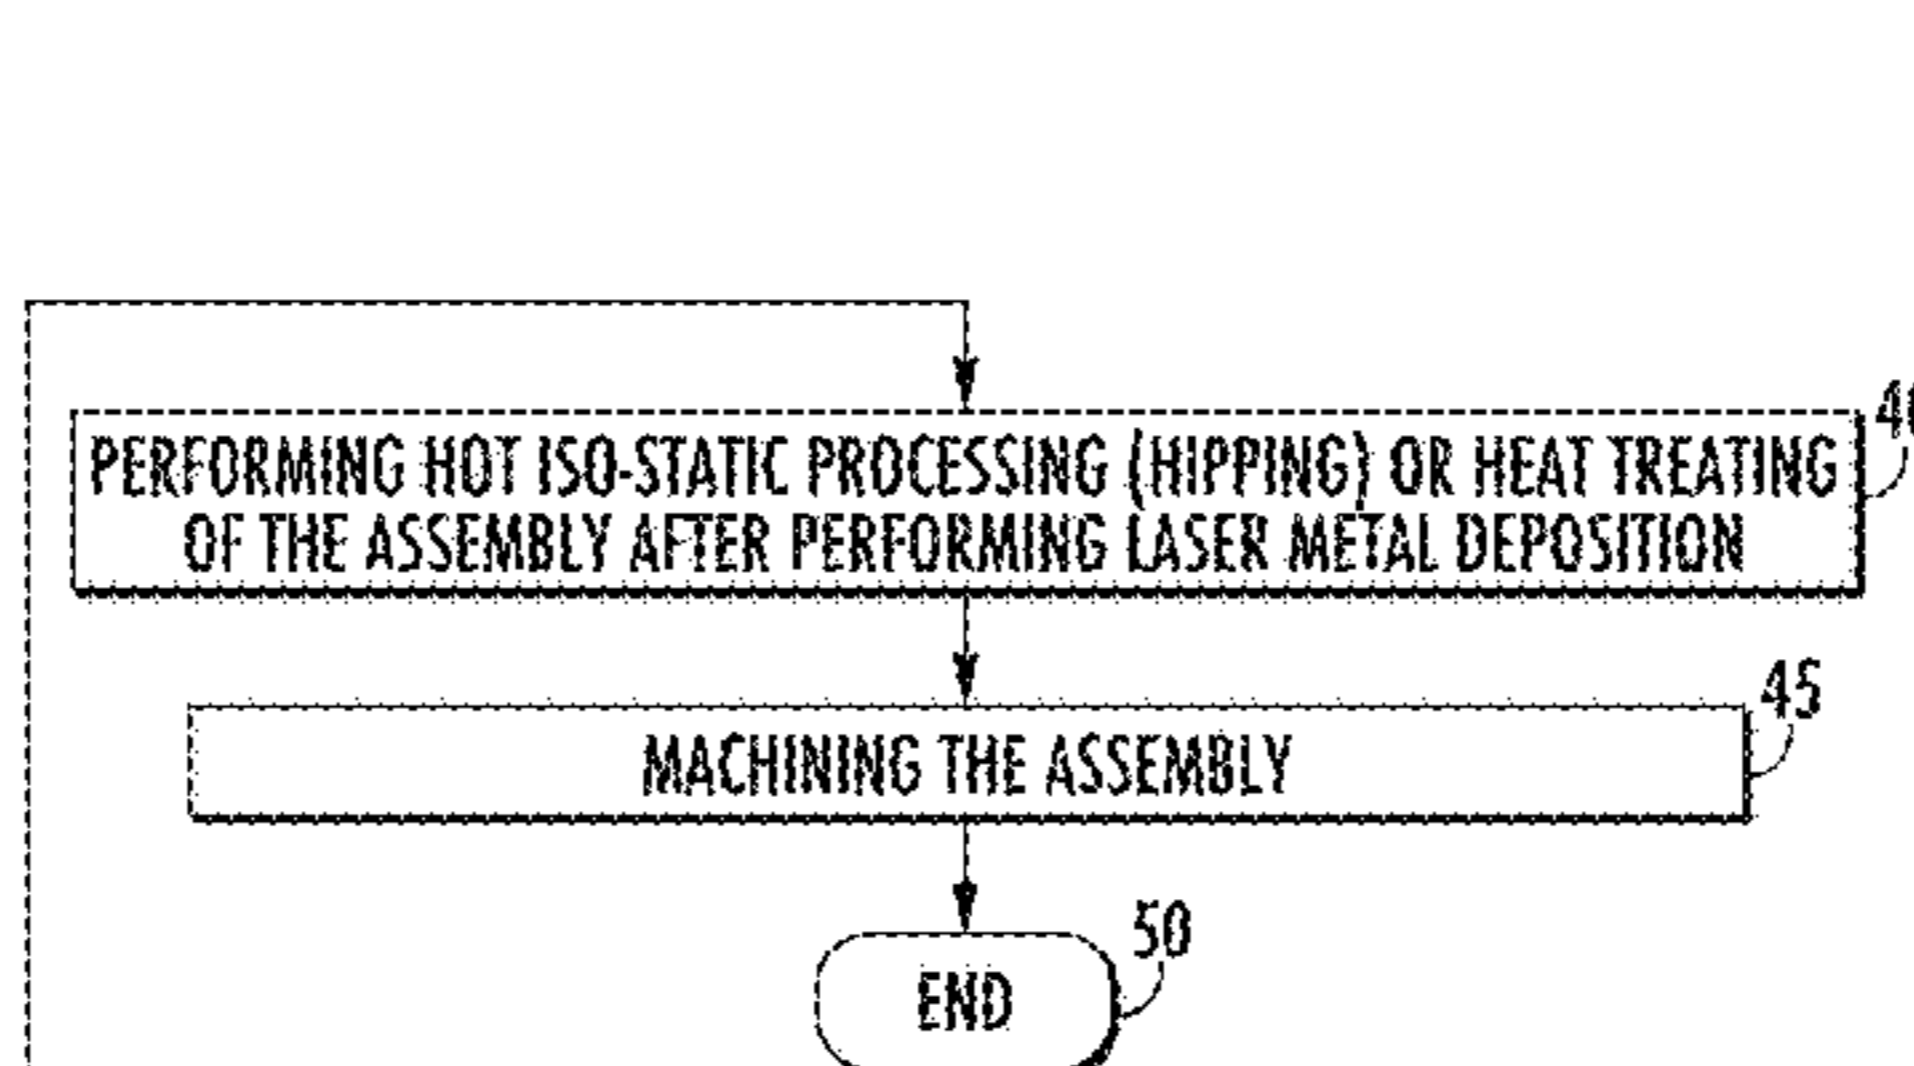 PERFORMING HOT ISO-STATIC PROCESSING (HIPPING) OR HEAT TREATING
OF THE ASSEMBLY AFTER PERFORMING LASER METAL DEPOSITION
45
MACHINING THE ASSEMBLY
50
END